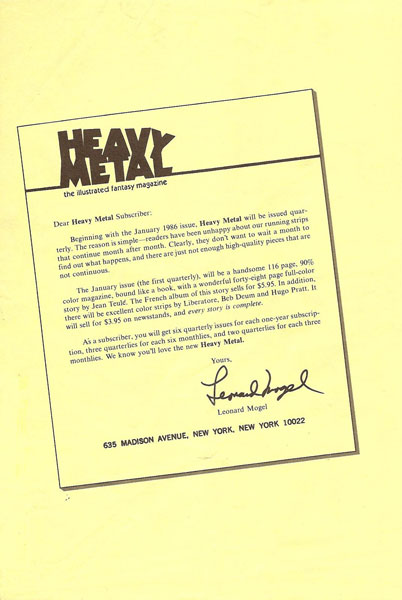 HEAVY
METAL
the illustrated fantasy magazine
Dear Heavy Metal Subscriber:
Beginning with the January 1986 issue, Heavy Metal will be issued quar-
terly. The reason is simple—readers have been unhappy about our running strips
that continue month after month. Clearly, they don't want to wait a month to
find out what happens, and there are just not enough high-quality pieces that are
not continuous.
The January issue (the first quarterly), will be a handsome 116 page, 90%
color magazine, bound like a book, with a wonderful forty-eight page full-color
story by Jean Teulé. The French album of this story sells for $5.95. In addition,
there will be excellent color strips by Liberatore, Beb Deum and Hugo Pratt. It
will sell for $3.95 on newsstands, and every story is complete.
As a subscriber, you will get six quarterly issues for each one-year subscrip-
tion, three quarterlies for each six monthlies, and two quarterlies for each three
monthlies. We know you'll love the new Heavy Metal.
Yours,
Leonard Mogel
Leonard Mogel
635 MADISON AVENUE, NEW YORK, NEW YORK 10022